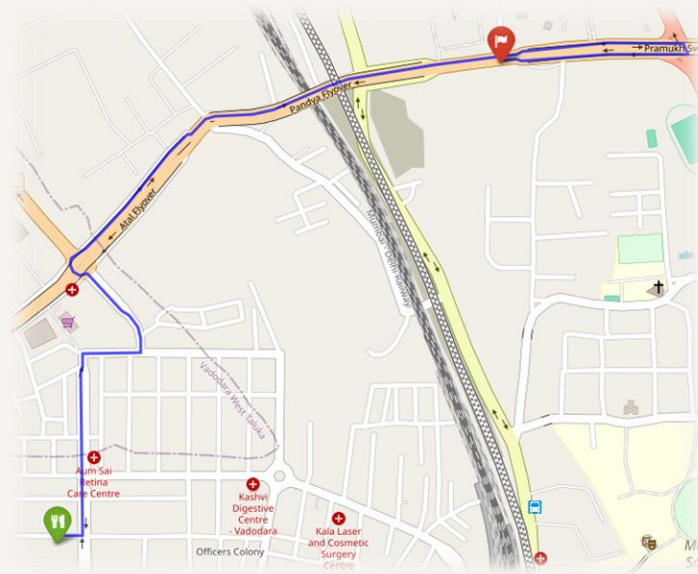 Pramukh Sw
Pandya Flyover
Atal Flyover
Mumbai - Delhi Railway
Vadodara West Taluka
Aum Sai
Retina
Care Centre
Kashvi
Digestive
Centre
- Vadodara
Kala Laser
and Cosmetic
Surgery
Centre
Officers Colony